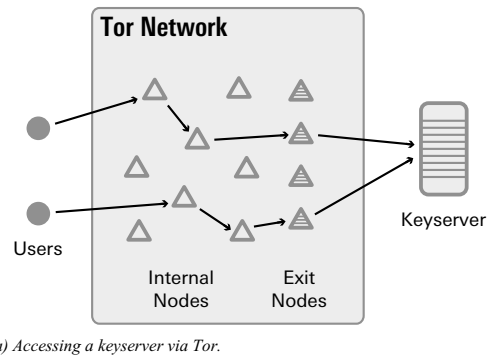 Tor Network
Users
Keyserver
Internal
Nodes
Exit
Nodes
) Accessing a keyserver via Tor.